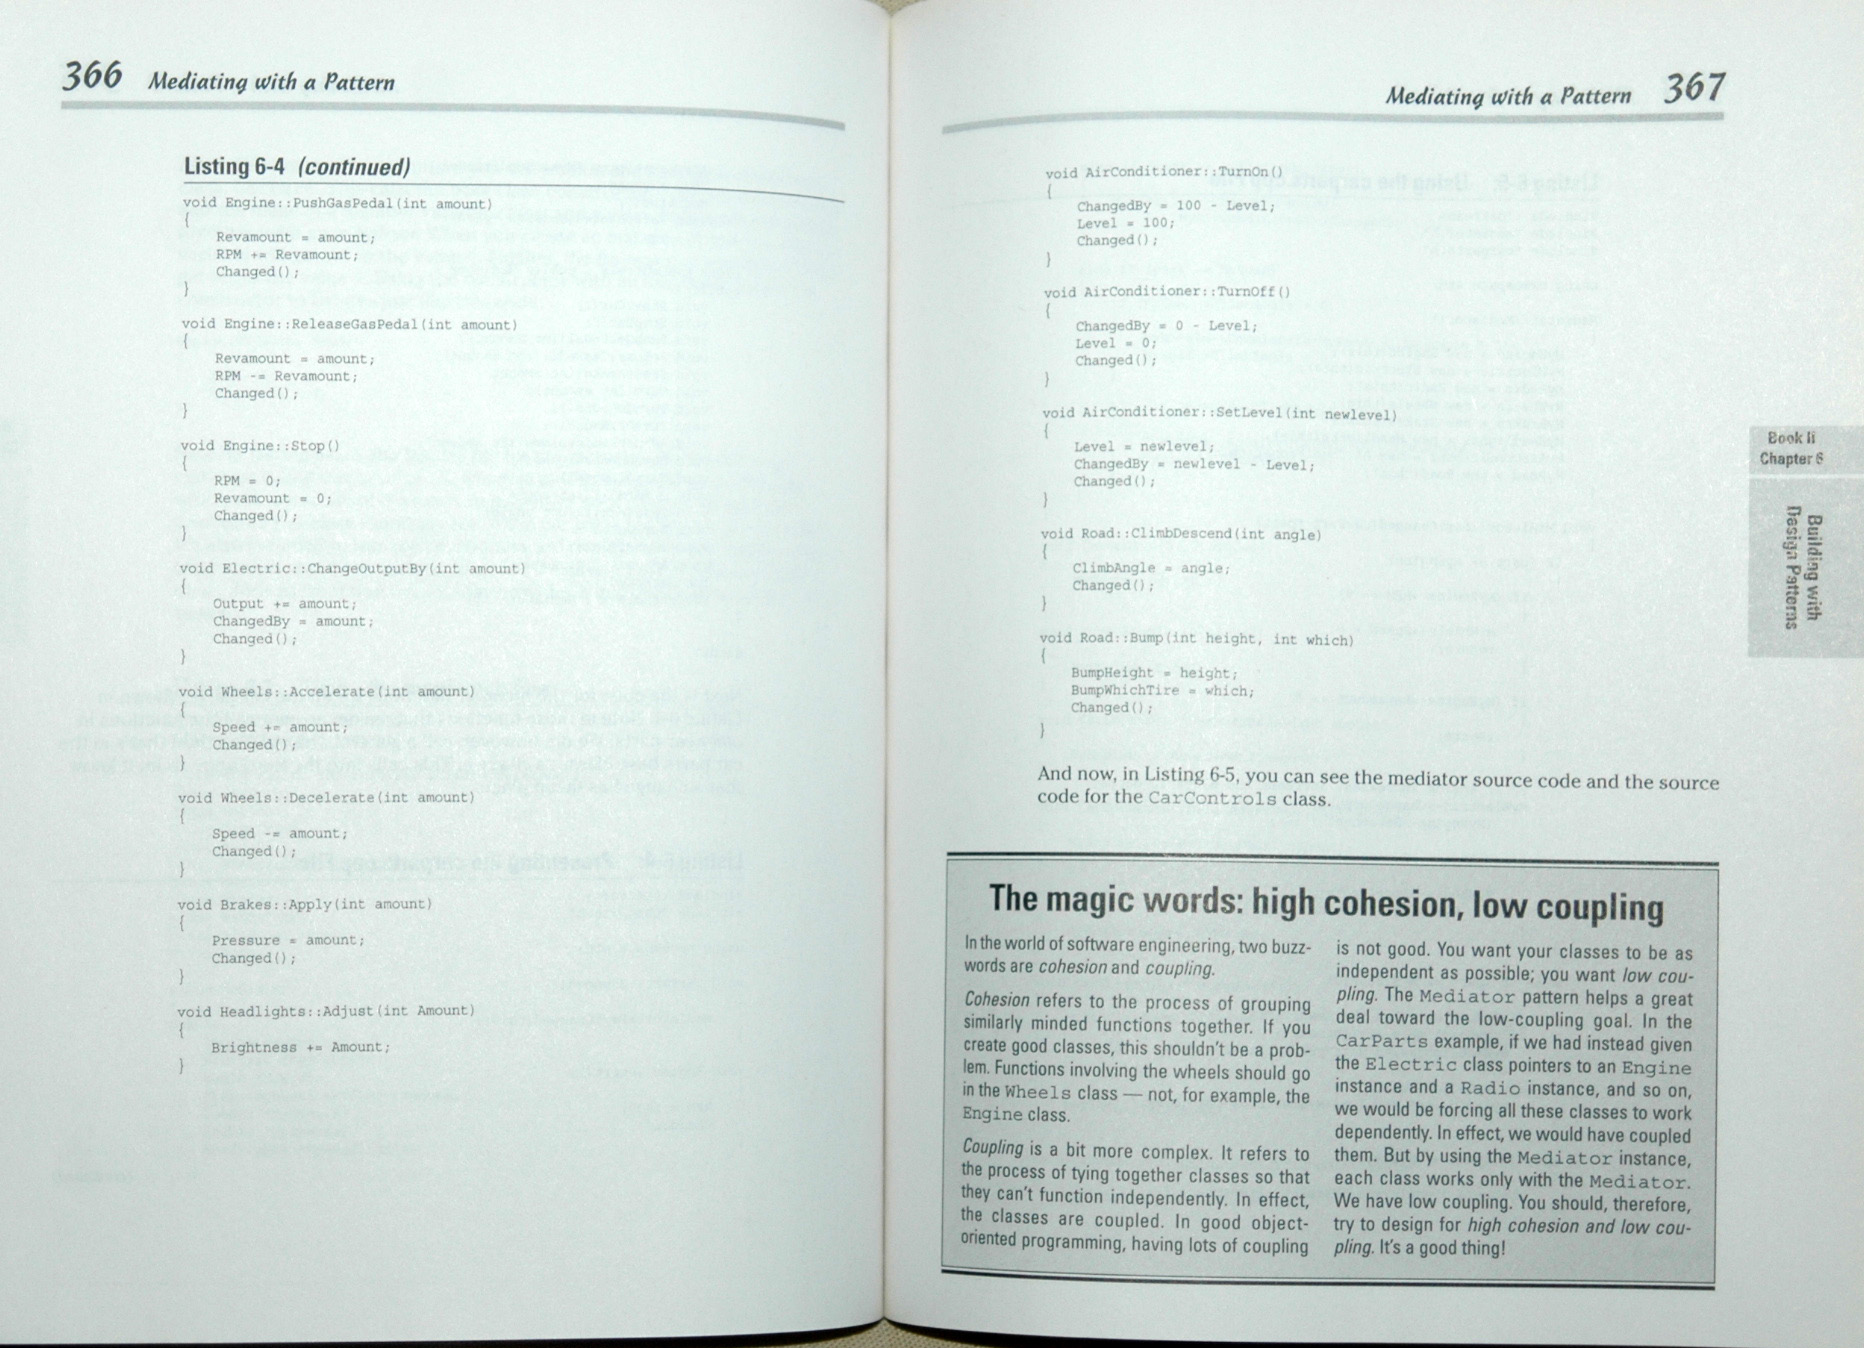 366 Mediating with a Pattern
Listing 6-4 (continued)
void Engine::PushGasPedal(int amount)
{
Revamount = amount;
RPM += Revamount;
Changed();
}
void Engine::ReleaseGasPedal(int amount)
{
Revamount = amount;
RPM -= Revamount;
Changed();
}
void Engine::Stop()
{
RPM = 0;
Revamount = 0;
Changed();
}
void Electric::ChangeOutputBy(int amount)
{
Output += amount;
ChangedBy = amount;
Changed();
}
void Wheels::Accelerate(int amount)
{
Speed += amount;
Changed();
}
void Wheels::Decelerate(int amount)
{
Speed -= amount;
Changed();
}
void Brakes::Apply(int amount)
{
Pressure = amount;
Changed();
}
void Headlights::Adjust(int Amount)
{
Brightness += Amount;
}
Mediating with a Pattern 367
void AirConditioner::TurnOn()
{
ChangedBy = 100 - Level;
Level = 100;
Changed();
}
void AirConditioner::TurnOff()
{
ChangedBy = 0 - Level;
Level = 0;
Changed();
}
void AirConditioner::SetLevel(int newlevel)
{
Level = newlevel;
ChangedBy = newlevel - Level;
Changed();
}
void Road::ClimbDescend(int angle)
{
ClimbAngle = angle;
Changed();
}
void Road::Bump(int height, int which)
{
BumpHeight = height;
BumpWhichTire = which;
Changed();
}
And now, in Listing 6-5, you can see the mediator source code and the source
code for the CarControls class.
The magic words: high cohesion, low coupling
In the world of software engineering, two buzz-
words are cohesion and coupling.
Cohesion refers to the process of grouping
similarly minded functions together. If you
create good classes, this shouldn't be a prob-
lem. Functions involving the wheels should go
in the Wheels class — not, for example, the
Engine class.
Coupling is a bit more complex. It refers to
the process of tying together classes so that
they can't function independently. In effect,
the classes are coupled. In good object-
oriented programming, having lots of coupling
is not good. You want your classes to be as
independent as possible; you want low cou-
pling. The Mediator pattern helps a great
deal toward the low-coupling goal. In the
CarParts example, if we had instead given
the Electric class pointers to an Engine
instance and a Radio instance, and so on,
we would be forcing all these classes to work
dependently. In effect, we would have coupled
them. But by using the Mediator instance,
each class works only with the Mediator.
We have low coupling. You should, therefore,
try to design for high cohesion and low cou-
pling. It's a good thing!
Book II
Chapter 6
Building with
Design Patterns